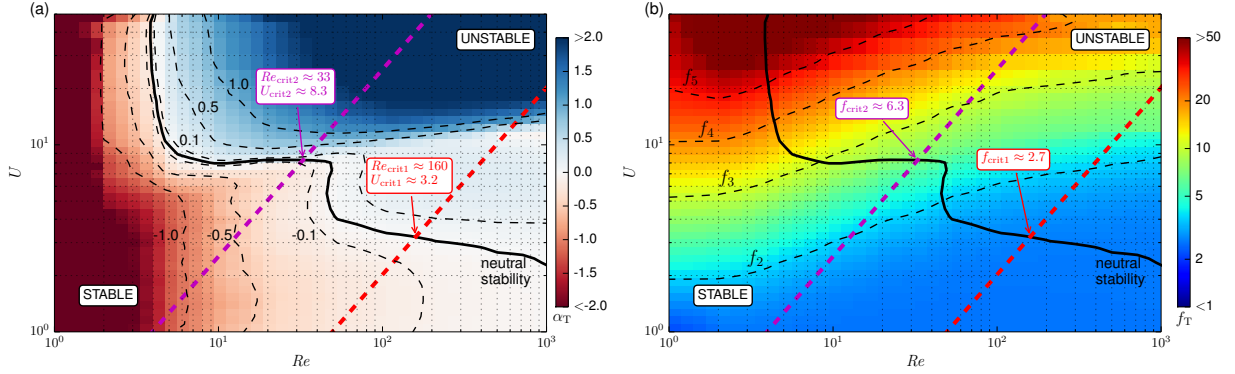 (a)
UNSTABLE
Re_crit2 ≈ 33
U_crit2 ≈ 8.3
1.0
0.5
0.1
Re_crit1 ≈ 160
U_crit1 ≈ 3.2
-1.0
-0.5
-0.1
neutral
stability
STABLE
U
10^1
10^0
10^0
10^1
10^2
10^3
Re
>2.0
1.5
1.0
0.5
0.0
−0.5
−1.0
−1.5
<-2.0
α_T
(b)
UNSTABLE
f_5
f_crit2 ≈ 6.3
f_4
f_crit1 ≈ 2.7
f_3
f_2
neutral
stability
STABLE
U
10^1
10^0
10^0
10^1
10^2
10^3
Re
>50
20
10
5
2
<1
f_T